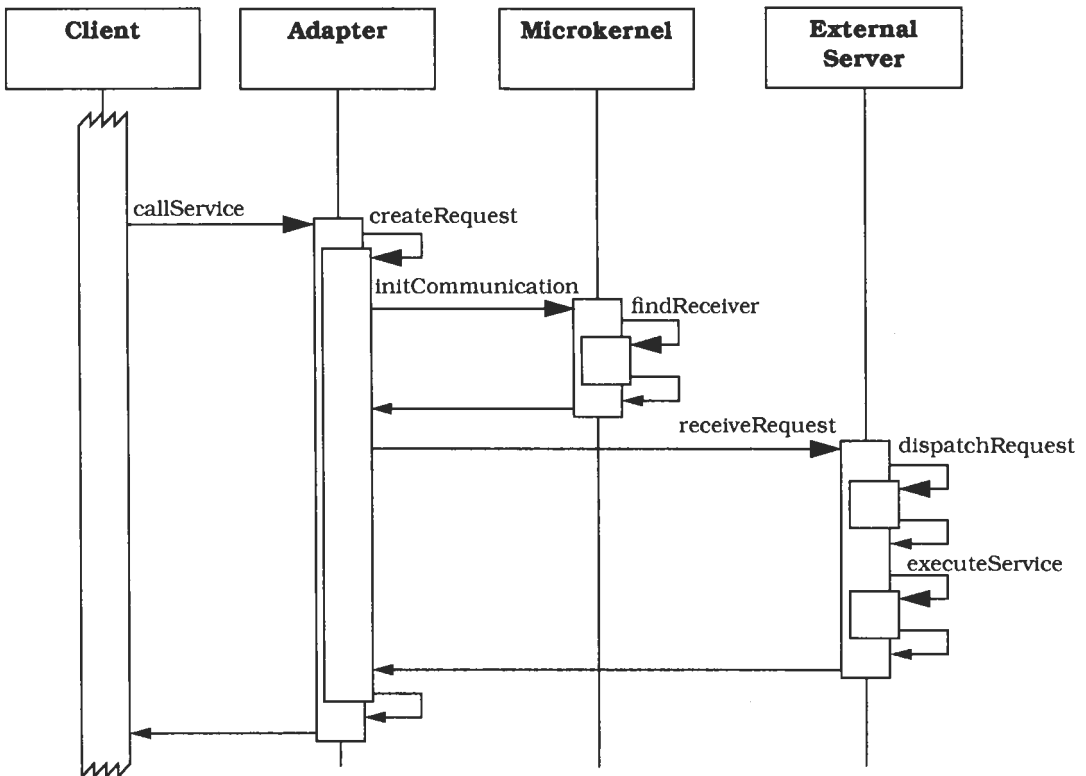 Client
Adapter
Microkernel
External
Server
callService
createRequest
initCommunication
findReceiver
receiveRequest
dispatchRequest
executeService